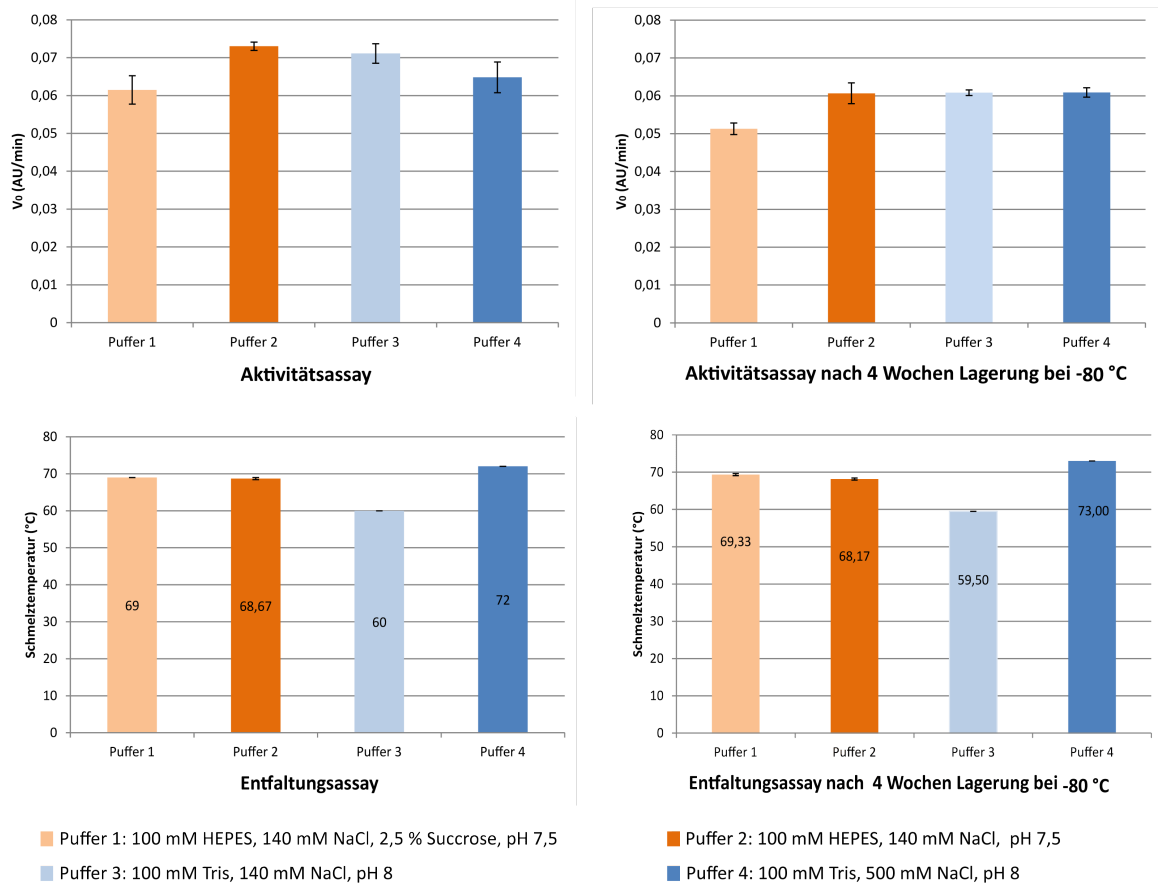 0,08
0,07
0,06
0,05
0,04
0,03
0,02
0,01
0
V₀ (AU/min)
Puffer 1 Puffer 2 Puffer 3 Puffer 4
Aktivitätsassay
0,08
0,07
0,06
0,05
0,04
0,03
0,02
0,01
0
V₀ (AU/min)
Puffer 1 Puffer 2 Puffer 3 Puffer 4
Aktivitätsassay nach 4 Wochen Lagerung bei -80 °C
80
70
60
50
40
30
20
10
0
Schmelztemperatur (°C)
69 68,67 60 72
Puffer 1 Puffer 2 Puffer 3 Puffer 4
Entfaltungsassay
80
70
60
50
40
30
20
10
0
Schmelztemperatur (°C)
69,33 68,17 59,50 73,00
Puffer 1 Puffer 2 Puffer 3 Puffer 4
Entfaltungsassay nach 4 Wochen Lagerung bei -80 °C
Puffer 1: 100 mM HEPES, 140 mM NaCl, 2,5 % Succrose, pH 7,5
Puffer 2: 100 mM HEPES, 140 mM NaCl, pH 7,5
Puffer 3: 100 mM Tris, 140 mM NaCl, pH 8
Puffer 4: 100 mM Tris, 500 mM NaCl, pH 8